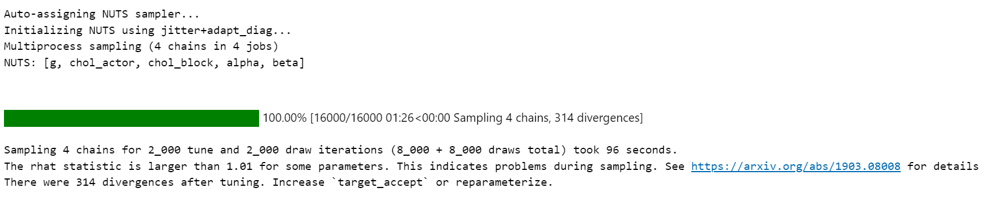 Auto-assigning NUTS sampler...
Initializing NUTS using jitter+adapt_diag...
Multiprocess sampling (4 chains in 4 jobs)
NUTS: [g, chol_actor, chol_block, alpha, beta]
100.00% [16000/16000 01:26<00:00 Sampling 4 chains, 314 divergences]
Sampling 4 chains for 2_000 tune and 2_000 draw iterations (8_000 + 8_000 draws total) took 96 seconds.
The rhat statistic is larger than 1.01 for some parameters. This indicates problems during sampling. See https://arxiv.org/abs/1903.08008 for details
There were 314 divergences after tuning. Increase `target_accept` or reparameterize.